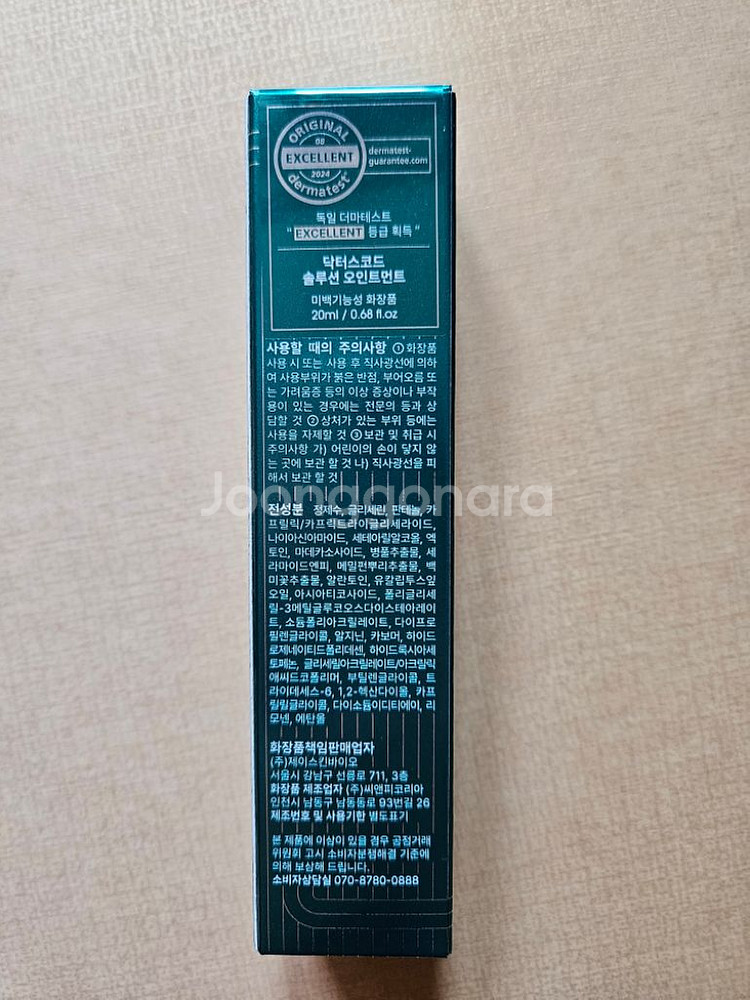 ORIGINAL
08
EXCELLENT
2024
dermatest®
dermatest-
guarantee.com
독일 더마테스트
"EXCELLENT 등급 획득"
닥터스코드
솔루션 오인트먼트
미백기능성 화장품
20ml / 0.68 fl.oz
사용할 때의 주의사항 ① 화장품
사용 시 또는 사용 후 직사광선에 의하
여 사용부위가 붉은 반점, 부어오름 또
는 가려움증 등의 이상 증상이나 부작
용이 있는 경우에는 전문의 등과 상
담할 것 ② 상처가 있는 부위 등에는
사용을 자제할 것 ③ 보관 및 취급 시
주의사항 가) 어린이의 손이 닿지 않
는 곳에 보관 할 것 나) 직사광선을 피
해서 보관 할 것
Joonggonara
전성분 정제수, 글리세린, 판테놀, 카
프릴릭/카프릭트라이글리세라이드,
나이아신아마이드, 세테아릴알코올, 엑
토인, 마데카소사이드, 병풀추출물, 세
라마이드엔피, 메밀펀뿌리추출물, 백
미꽃추출물, 알란토인, 유칼립투스잎
오일, 아시아티코사이드, 폴리글리세
릴-3메틸글루코오스다이스테아레이
트, 소듐폴리아크릴레이트, 다이프로
필렌글라이콜, 알지닌, 카보머, 하이드
로제네이티드폴리데센, 하이드록시아세
토페논, 글리세릴아크릴레이트/아크릴릭
애씨드코폴리머, 부틸렌글라이콜, 트
라이데세스-6, 1,2-헥산다이올, 카프
릴릴글라이콜, 다이소듐이디티에이, 리
모넨, 에탄올
화장품책임판매업자
(주)제이스킨바이오
서울시 강남구 선릉로 711, 3층
화장품 제조업자 (주)씨앤피코리아
인천시 남동구 남동동로 93번길 26
제조번호 및 사용기한 별도표기
본 제품에 이상이 있을 경우 공정거래
위원회 고시 소비자분쟁해결 기준에
의해 보상해 드립니다.
소비자상담실 070-8780-0888